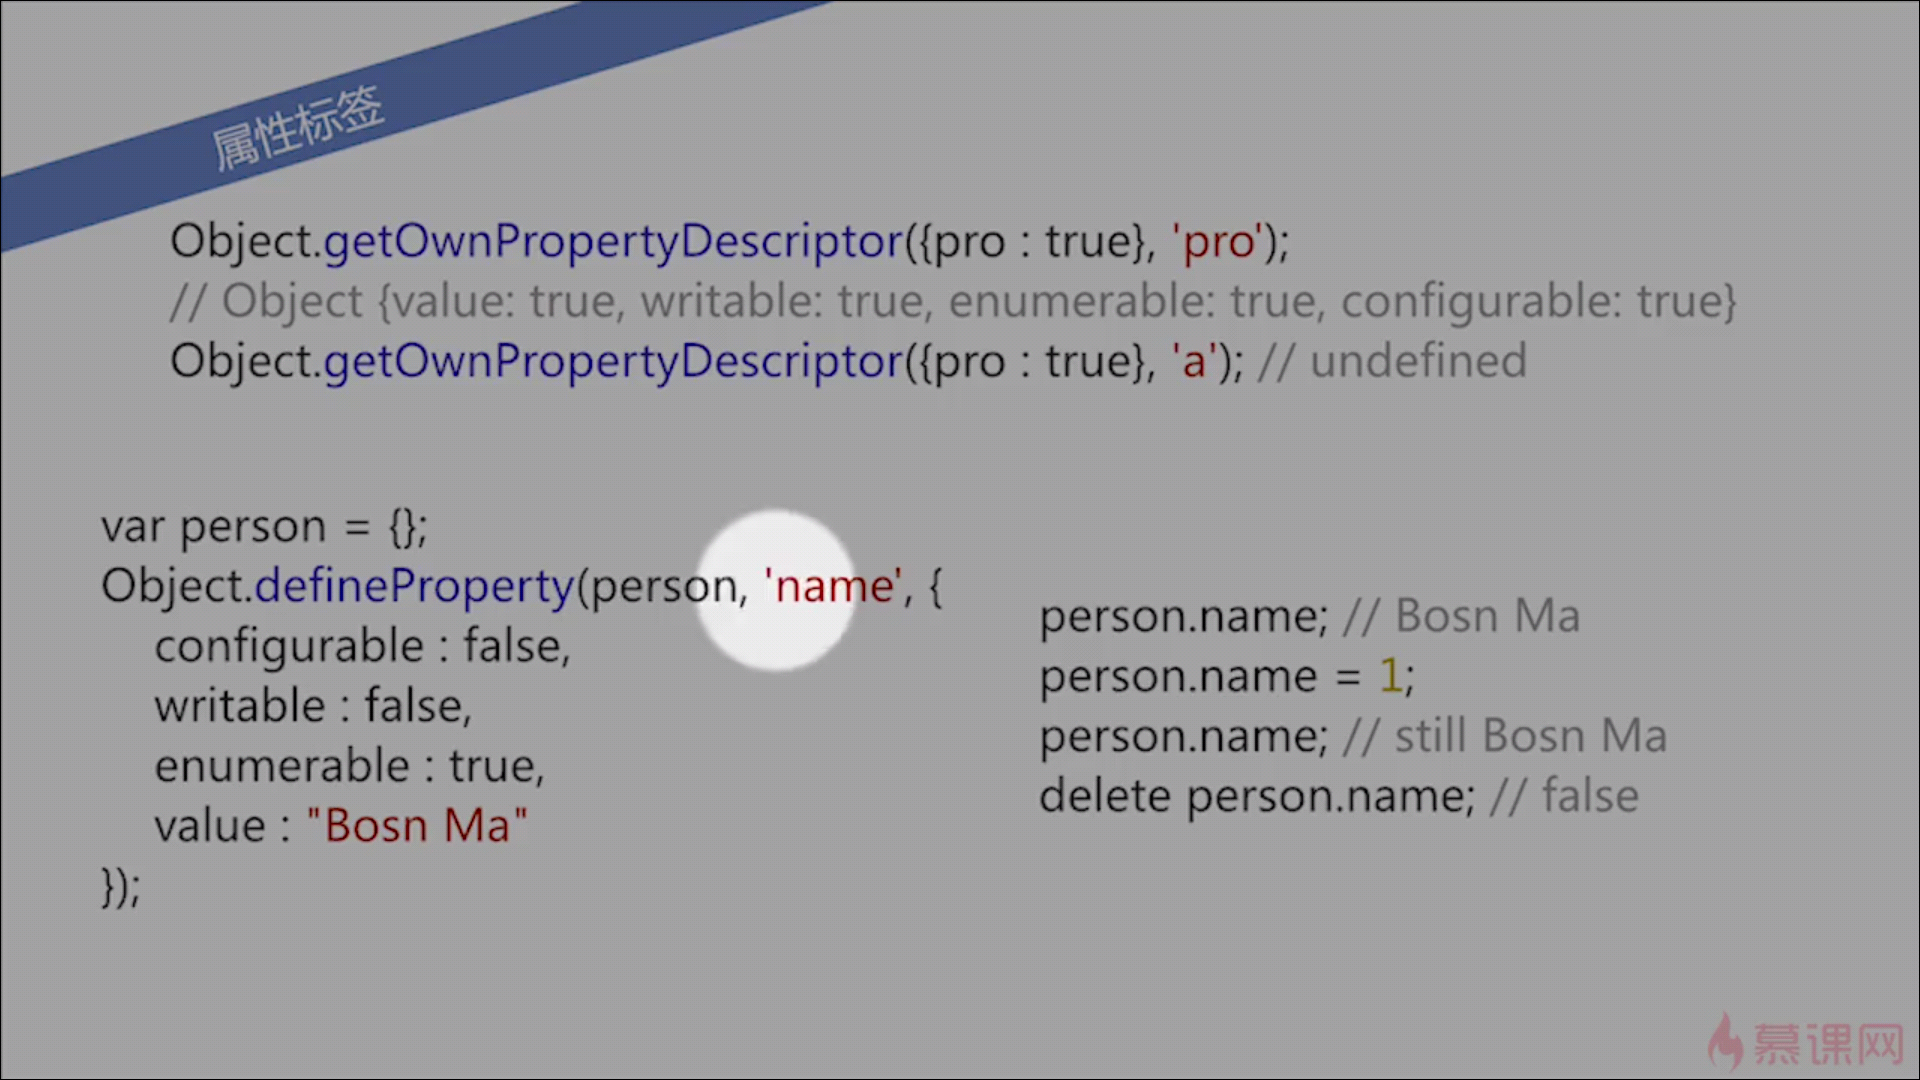 属性标签
Object.getOwnPropertyDescriptor({pro : true}, 'pro');
// Object {value: true, writable: true, enumerable: true, configurable: true}
Object.getOwnPropertyDescriptor({pro : true}, 'a'); // undefined
var person = {};
Object.defineProperty(person, 'name', {
configurable : false,
writable : false,
enumerable : true,
value : "Bosn Ma"
});
person.name; // Bosn Ma
person.name = 1;
person.name; // still Bosn Ma
delete person.name; // false
慕课网